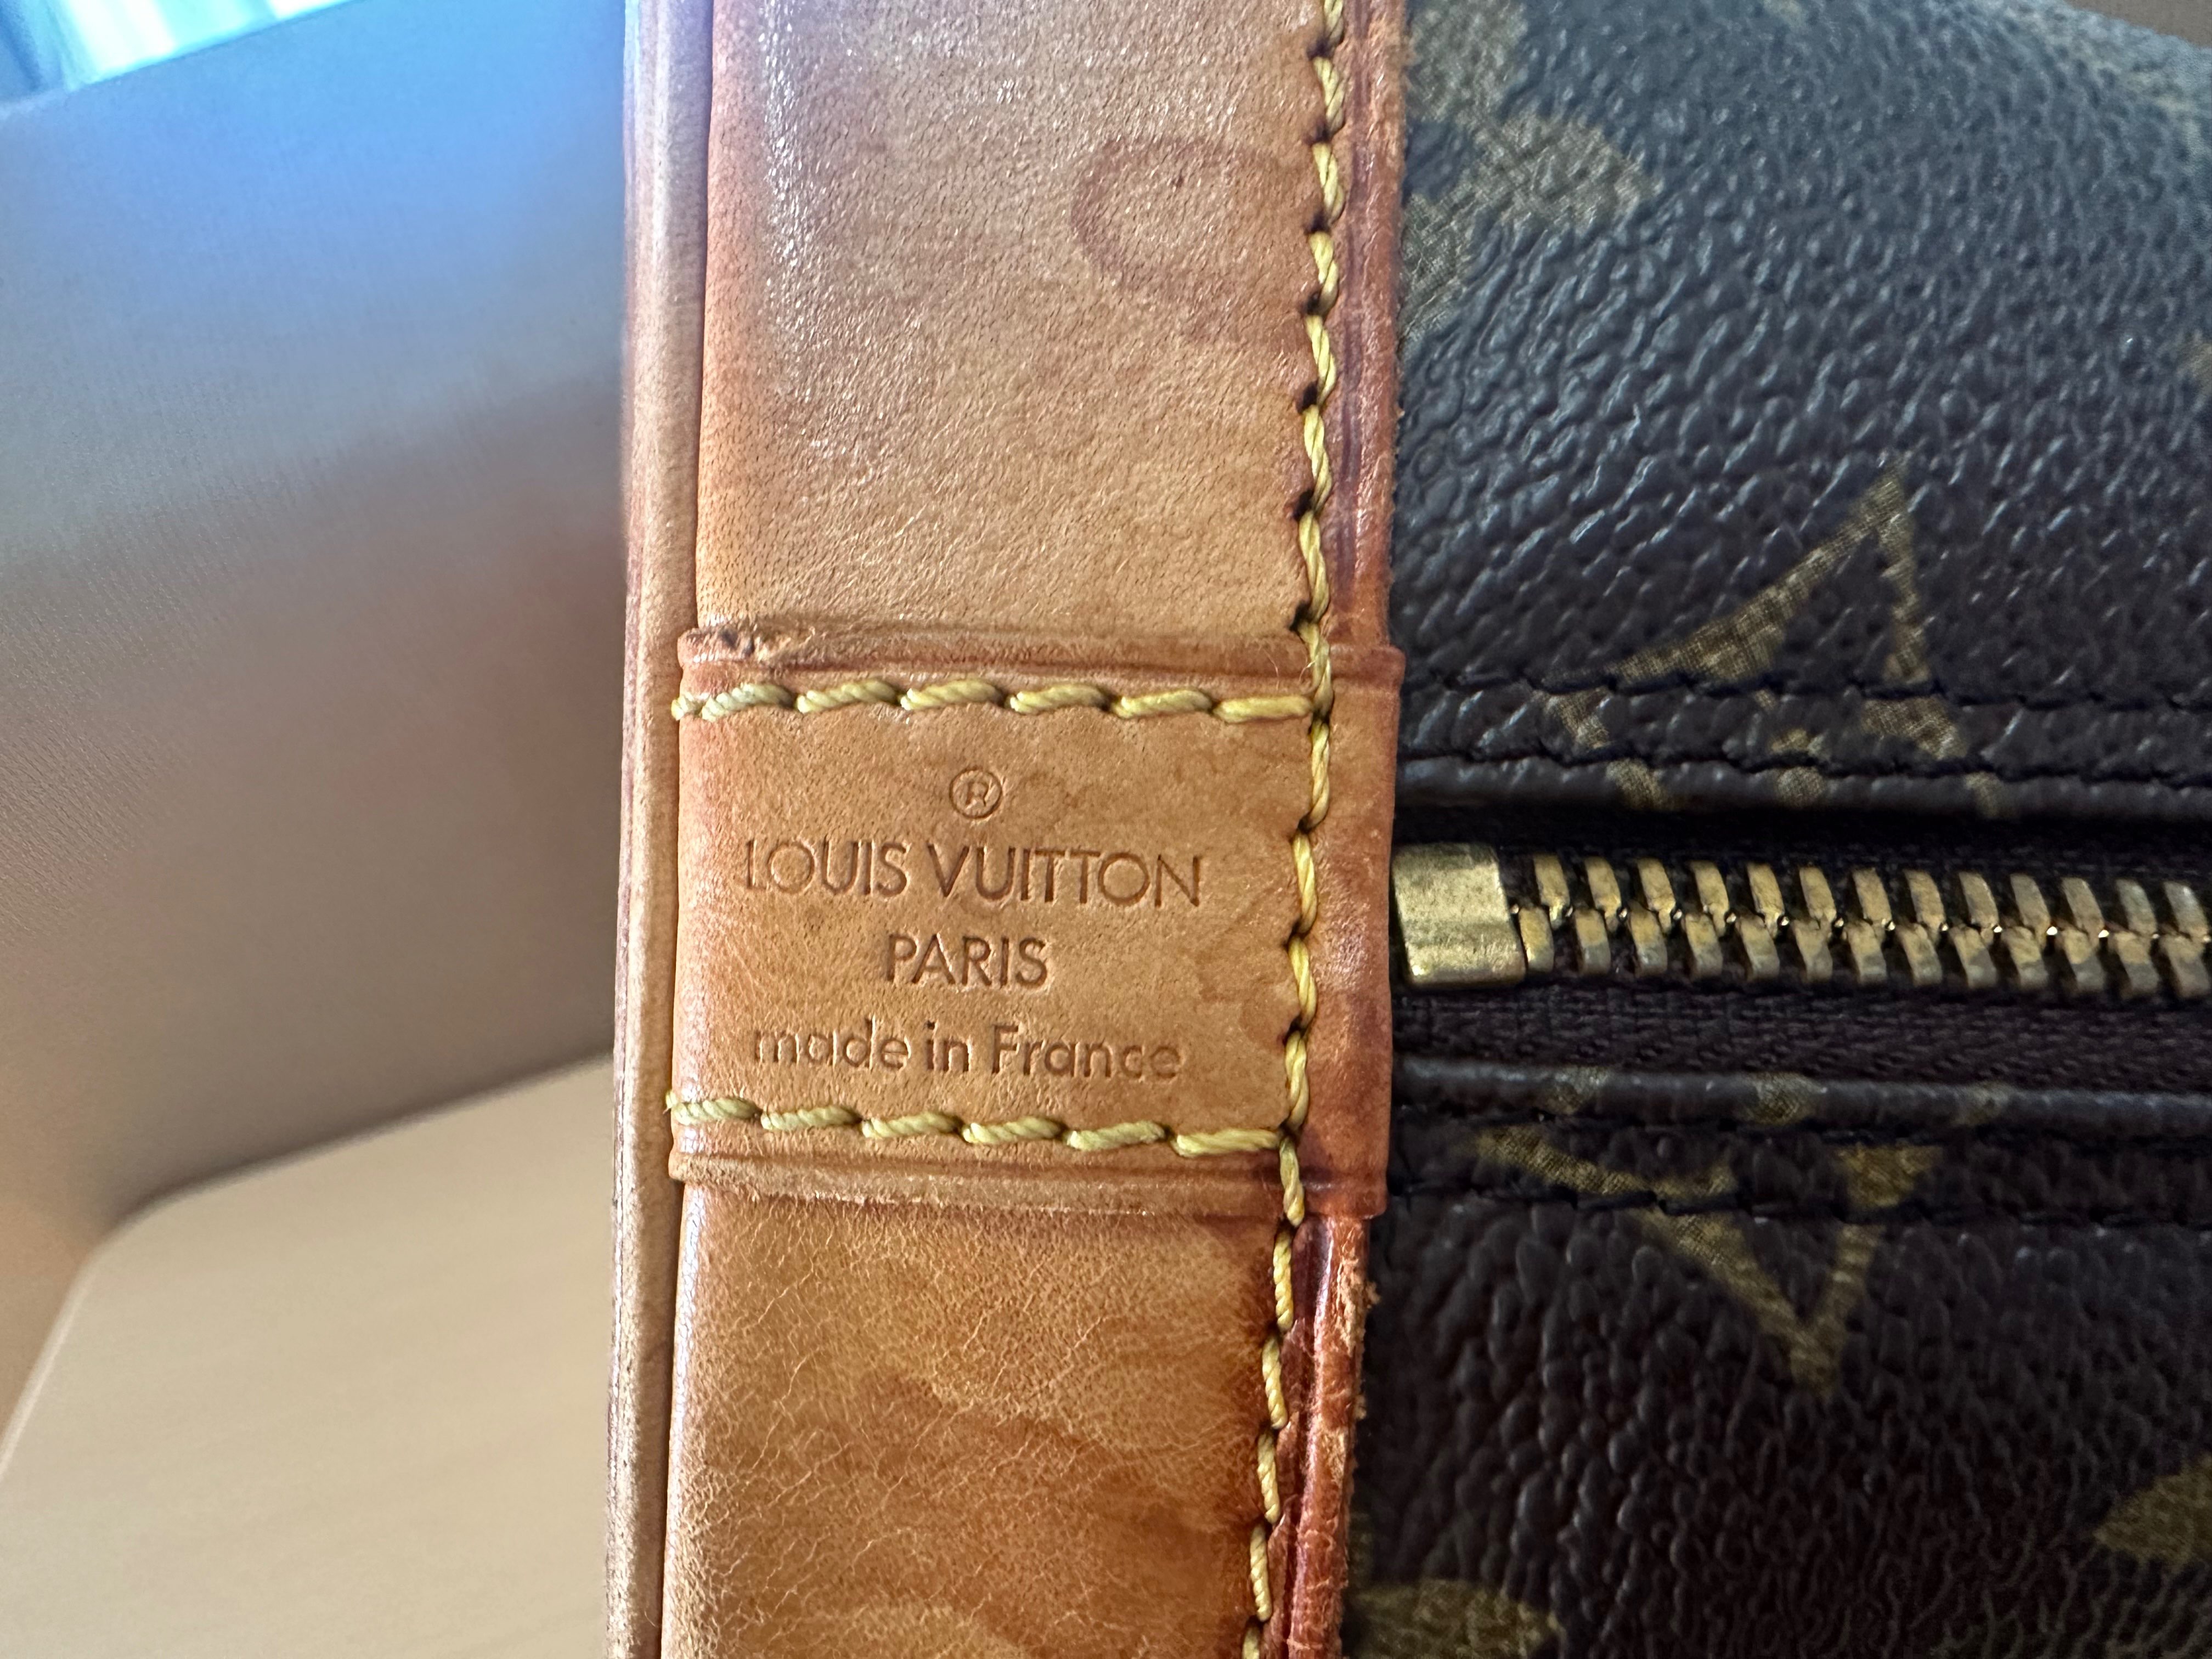 ®
LOUIS VUITTON
PARIS
made in France